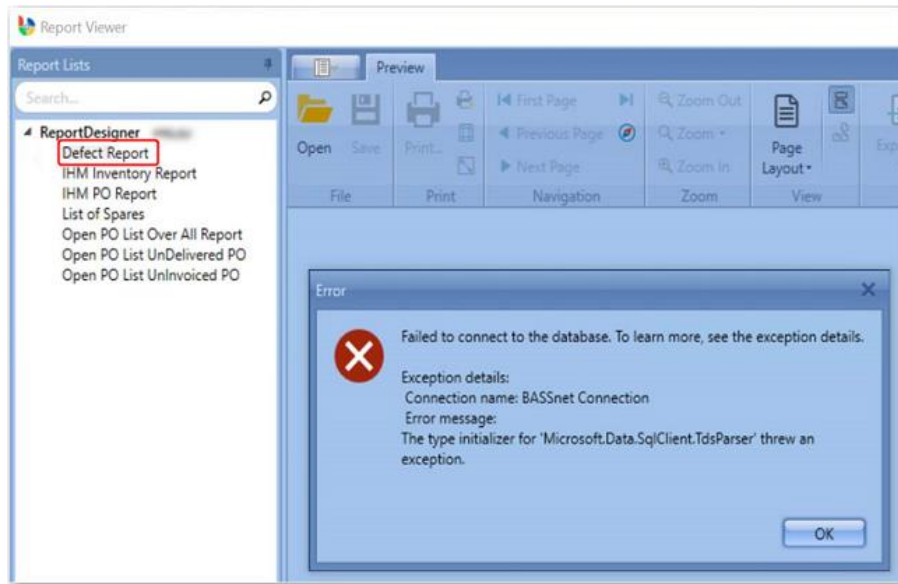 Report Viewer
Report Lists
Search...
ReportDesigner
Defect Report
IHM Inventory Report
IHM PO Report
List of Spares
Open PO List Over All Report
Open PO List UnDelivered PO
Open PO List UnInvoiced PO
Preview
Open
Save
File
Print...
Print
First Page
Previous Page
Next Page
Navigation
Zoom Out
Zoom
Zoom In
Zoom
Page
Layout
View
Error
Failed to connect to the database. To learn more, see the exception details.
Exception details:
Connection name: BASSnet Connection
Error message:
The type initializer for 'Microsoft.Data.SqlClient.TdsParser' threw an
exception.
OK